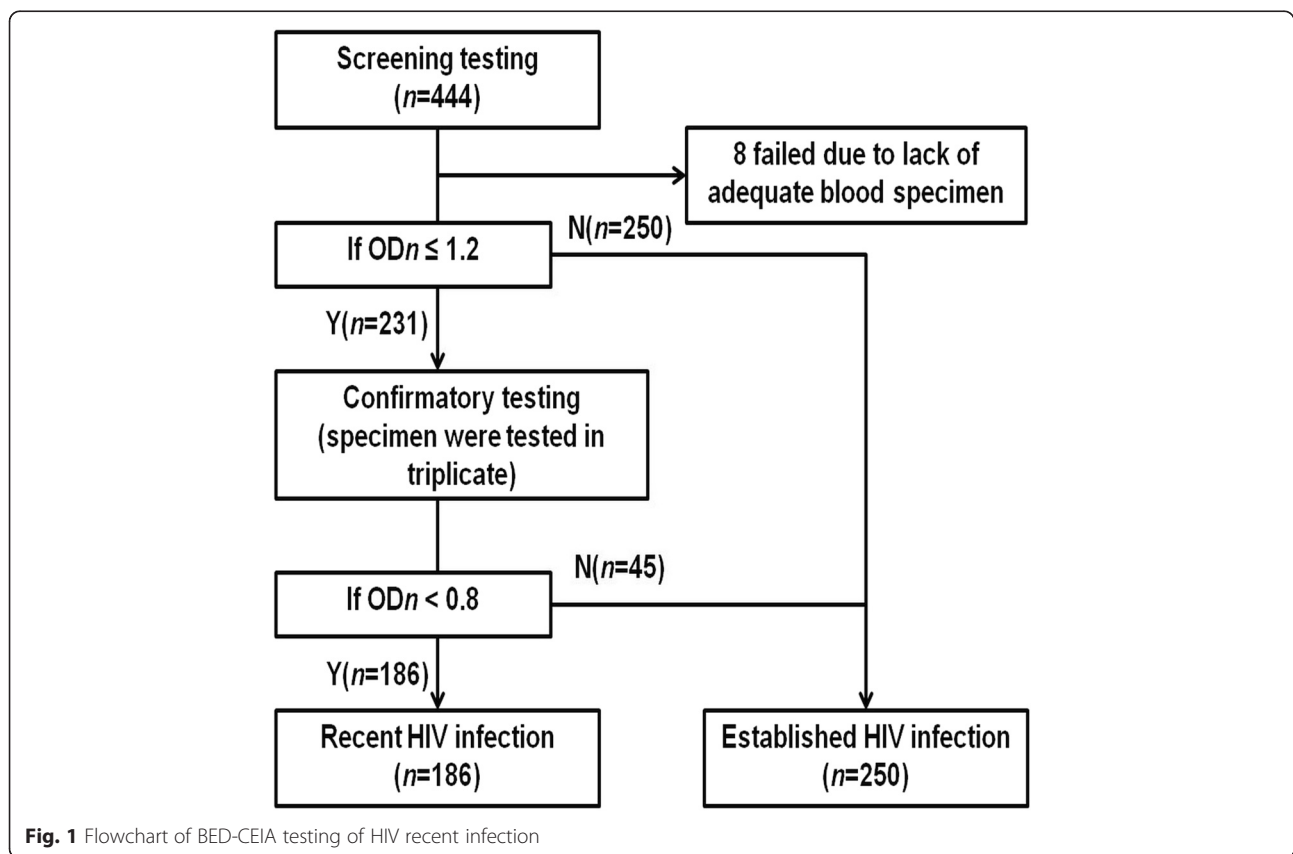 Screening testing
(n=444)
8 failed due to lack of
adequate blood specimen
N(n=250)
If ODn ≤ 1.2
Y(n=231)
Confirmatory testing
(specimen were tested in
triplicate)
N(n=45)
If ODn < 0.8
Y(n=186)
Recent HIV infection
(n=186)
Established HIV infection
(n=250)
Fig. 1 Flowchart of BED-CEIA testing of HIV recent infection